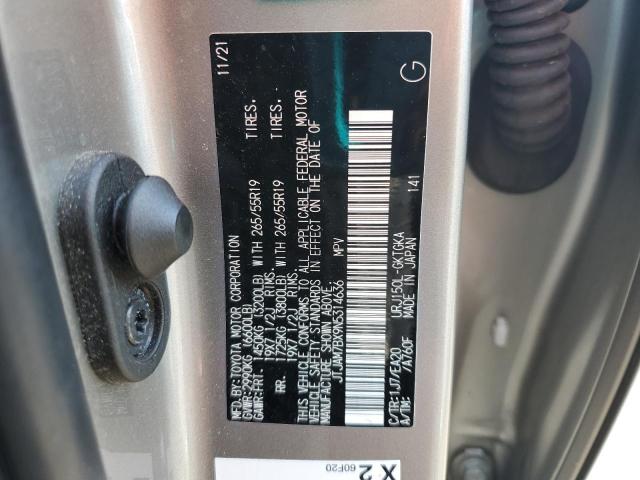 MFD.BY:TOYOTA MOTOR CORPORATION 11/21
GVWR:2990KG (6600LB)
GAWR:FRT. 1450KG (3200LB) WITH 265/55R19 TIRES.
19X7 1/2J RIMS.
RR. 1725KG (3800LB) WITH 265/55R19 TIRES.
19X7 1/2J RIMS.
THIS VEHICLE CONFORMS TO ALL APPLICABLE FEDERAL MOTOR
VEHICLE SAFETY STANDARDS IN EFFECT ON THE DATE OF
MANUFACTURE SHOWN ABOVE.
JTJAM7BX9N5314636 MPV
C/TR:1J7/EA20 URJ150L-GKTGKA
A/TM: /A760F MADE IN JAPAN 141
G
X 2
60F20